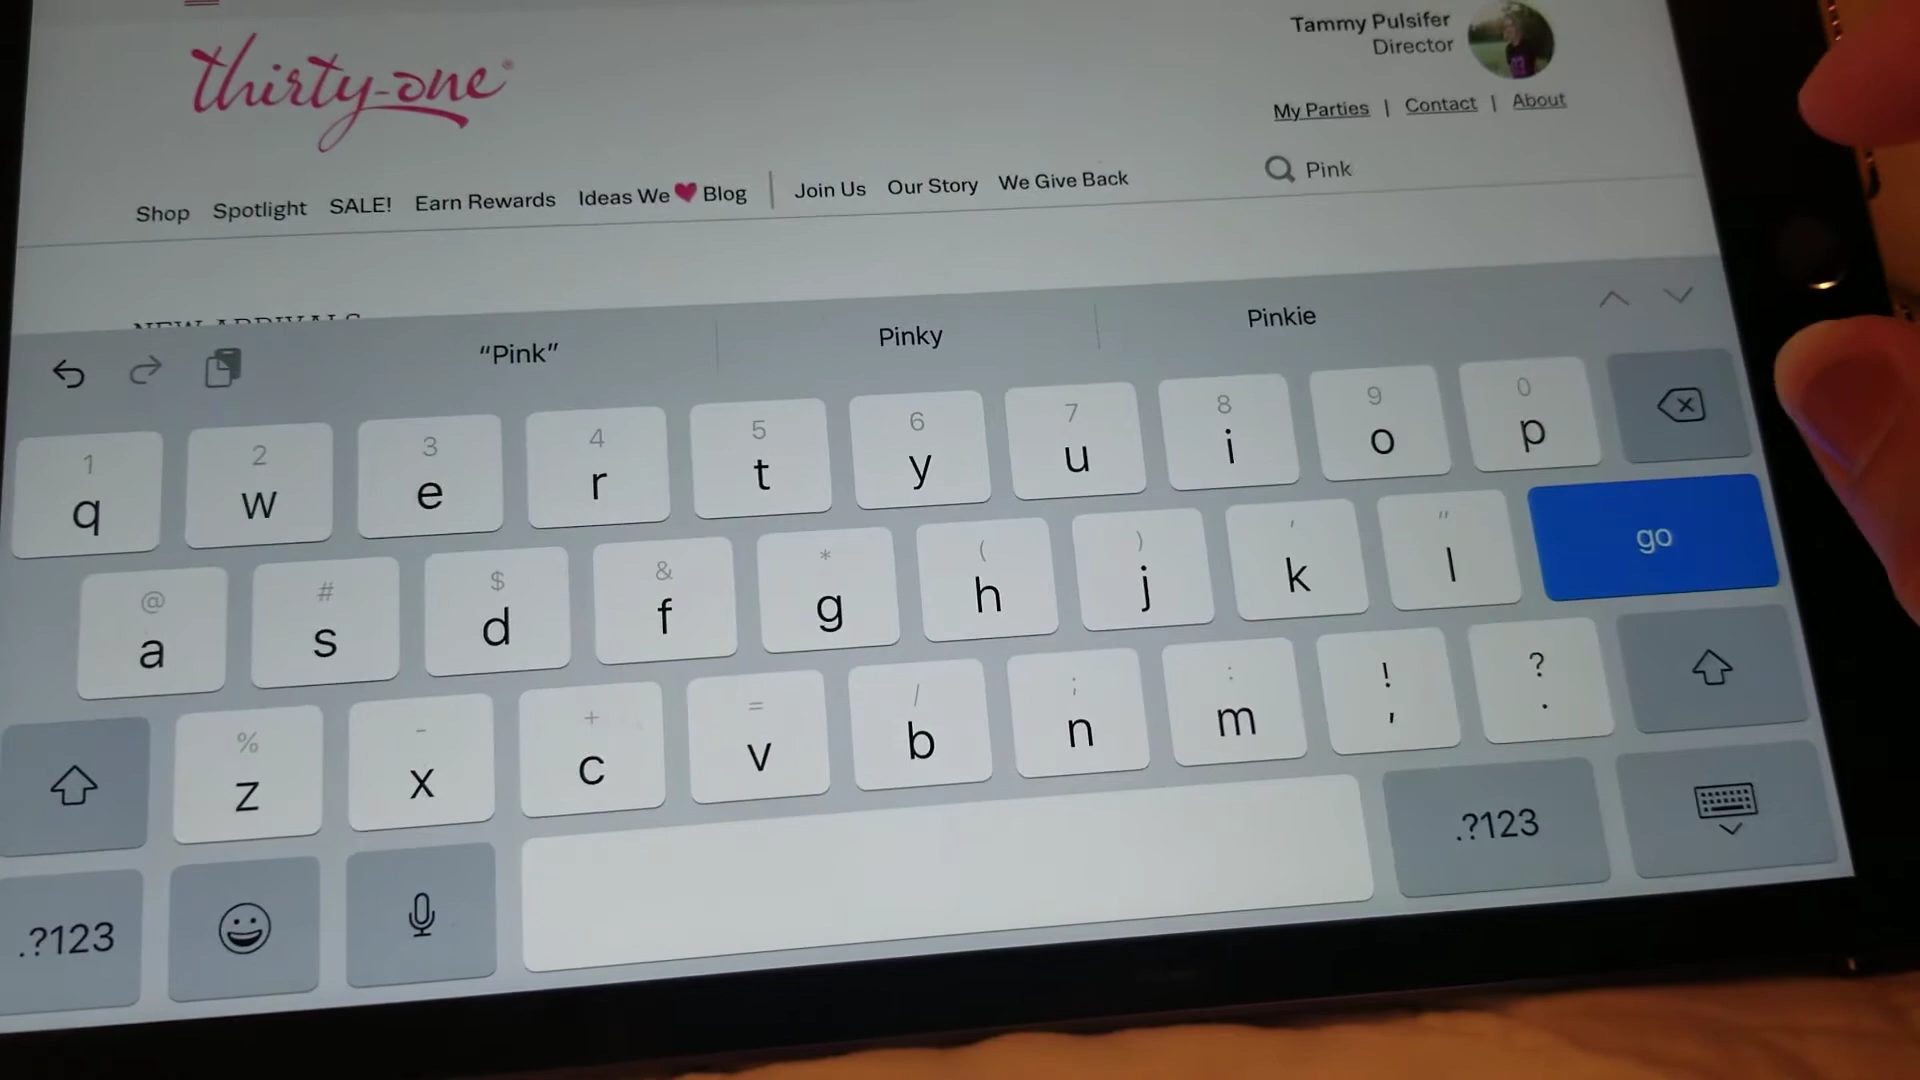 thirty-one®
Tammy Pulsifer
Director
My Parties | Contact | About
Shop Spotlight SALE! Earn Rewards Ideas We Blog Join Us Our Story We Give Back
Pink
NEW ARRIVALS
“Pink” Pinky Pinkie
1 2 3 4 5 6 7 8 9 0
q w e r t y u i o p
@ # $ & * ( ) ' "
a s d f g h j k l go
% - + = / ; : ! ?
z x c v b n m , .
.?123 .?123